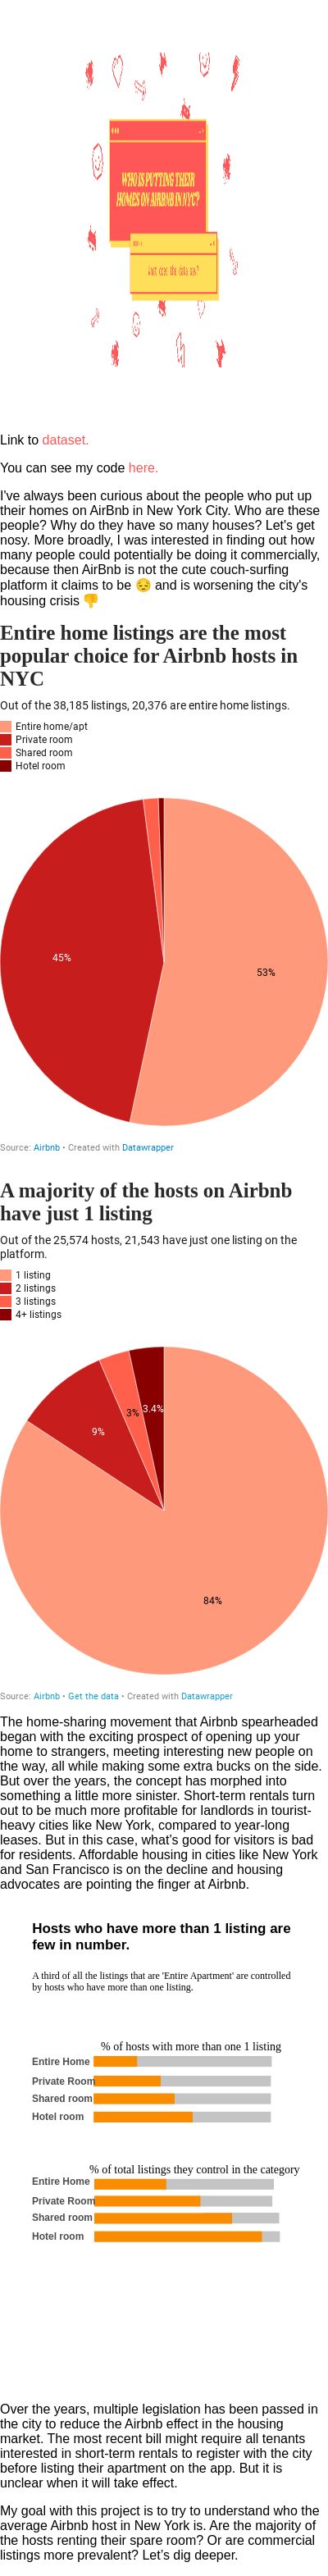 WHO IS PUTTING THEIR
HOMES ON AIRBNB IN NYC?
What does the data say?
Link to dataset.
You can see my code here.
I've always been curious about the people who put up
their homes on AirBnb in New York City. Who are these
people? Why do they have so many houses? Let's get
nosy. More broadly, I was interested in finding out how
many people could potentially be doing it commercially,
because then AirBnb is not the cute couch-surfing
platform it claims to be 😔 and is worsening the city's
housing crisis 👎
Entire home listings are the most
popular choice for Airbnb hosts in
NYC
Out of the 38,185 listings, 20,376 are entire home listings.
Entire home/apt
Private room
Shared room
Hotel room
45%
53%
Source: Airbnb • Created with Datawrapper
A majority of the hosts on Airbnb
have just 1 listing
Out of the 25,574 hosts, 21,543 have just one listing on the
platform.
1 listing
2 listings
3 listings
4+ listings
3.4%
3%
9%
84%
Source: Airbnb • Get the data • Created with Datawrapper
The home-sharing movement that Airbnb spearheaded
began with the exciting prospect of opening up your
home to strangers, meeting interesting new people on
the way, all while making some extra bucks on the side.
But over the years, the concept has morphed into
something a little more sinister. Short-term rentals turn
out to be much more profitable for landlords in tourist-
heavy cities like New York, compared to year-long
leases. But in this case, what's good for visitors is bad
for residents. Affordable housing in cities like New York
and San Francisco is on the decline and housing
advocates are pointing the finger at Airbnb.
Hosts who have more than 1 listing are
few in number.
A third of all the listings that are 'Entire Apartment' are controlled
by hosts who have more than one listing.
% of hosts with more than one 1 listing
Entire Home
Private Room
Shared room
Hotel room
% of total listings they control in the category
Entire Home
Private Room
Shared room
Hotel room
Over the years, multiple legislation has been passed in
the city to reduce the Airbnb effect in the housing
market. The most recent bill might require all tenants
interested in short-term rentals to register with the city
before listing their apartment on the app. But it is
unclear when it will take effect.
My goal with this project is to try to understand who the
average Airbnb host in New York is. Are the majority of
the hosts renting their spare room? Or are commercial
listings more prevalent? Let's dig deeper.